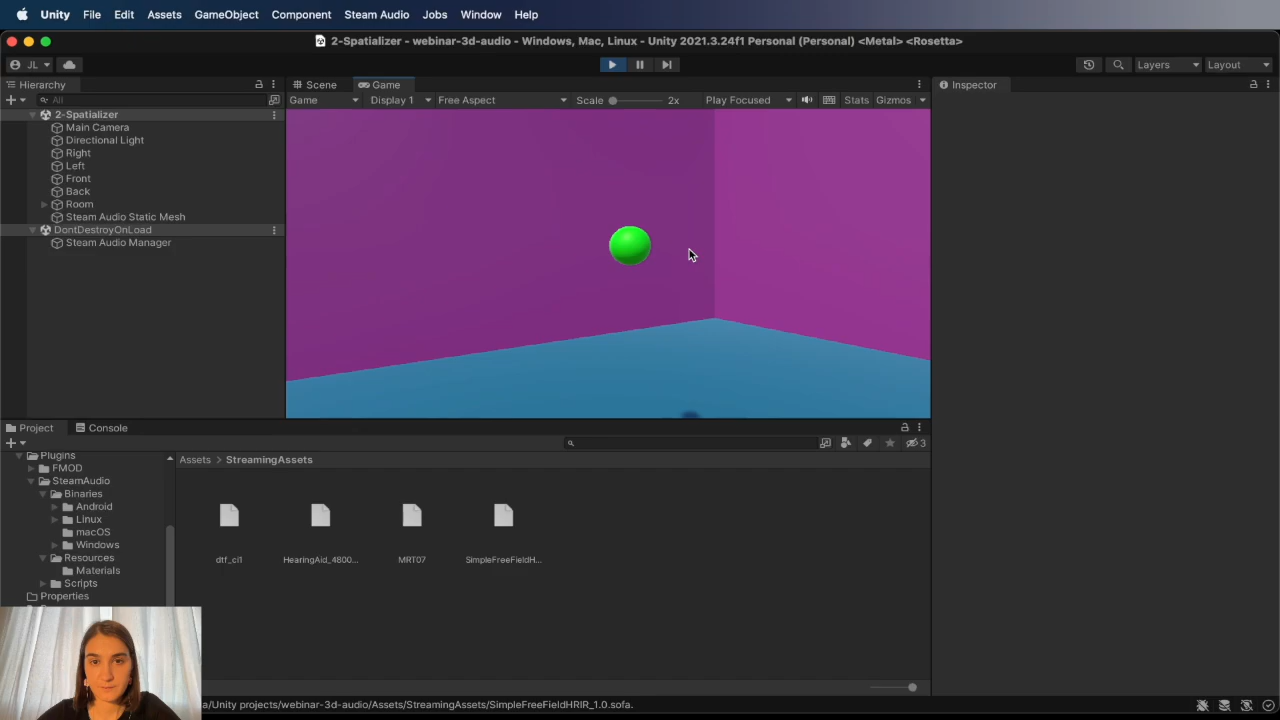 Unity File Edit Assets GameObject Component Steam Audio Jobs Window Help
2-Spatializer - webinar-3d-audio - Windows, Mac, Linux - Unity 2021.3.24f1 Personal (Personal) <Metal> <Rosetta>
JL Layers Layout
Hierarchy
Scene Game
Inspector
All
Game Display 1 Free Aspect Scale 2x Play Focused Stats Gizmos
2-Spatializer
Main Camera
Directional Light
Right
Left
Front
Back
Room
Steam Audio Static Mesh
DontDestroyOnLoad
Steam Audio Manager
Project Console
3
Plugins
FMOD
SteamAudio
Binaries
Android
Linux
macOS
Windows
Resources
Materials
Scripts
Properties
Assets > StreamingAssets
dtf_ci1 HearingAid_4800... MRT07 SimpleFreeFieldH...
a/Unity projects/webinar-3d-audio/Assets/StreamingAssets/SimpleFreeFieldHRIR_1.0.sofa.